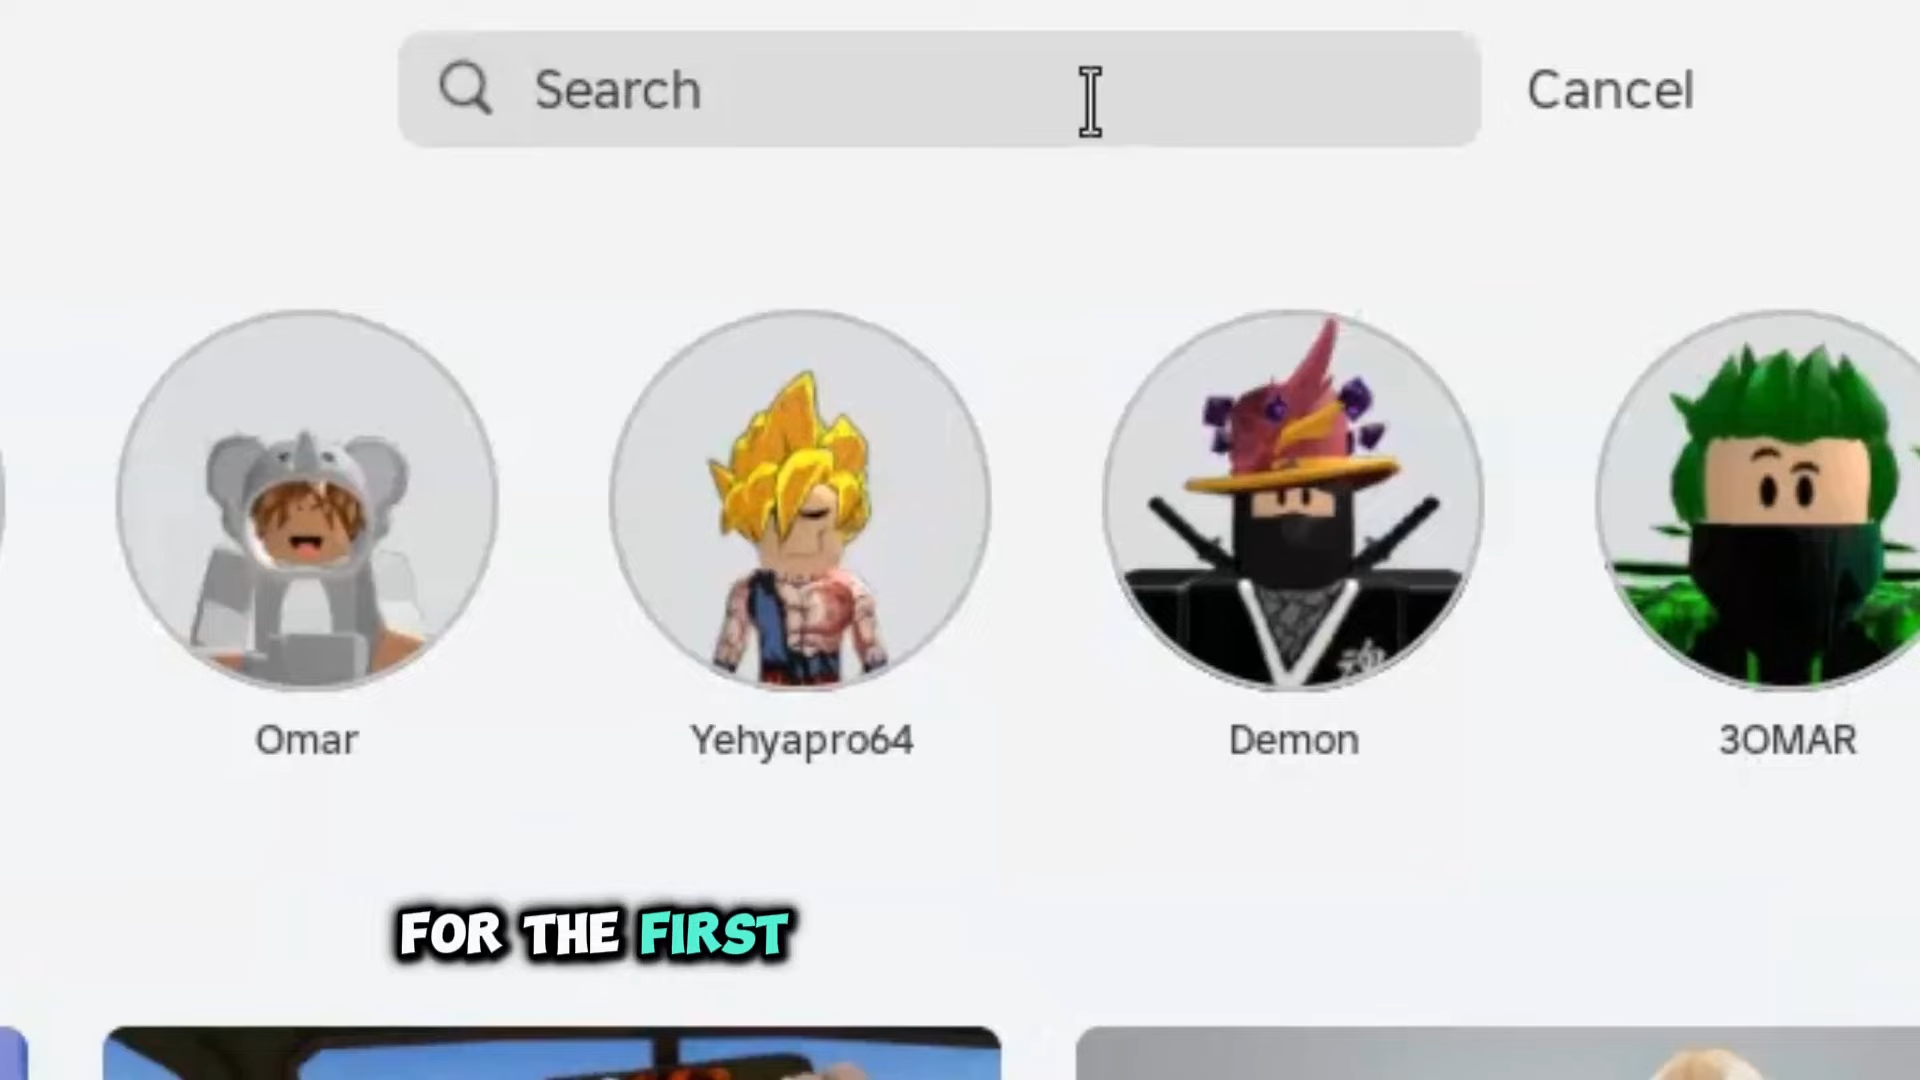 Search
Cancel
Omar
Yehyapro64
Demon
3OMAR
FOR THE FIRST